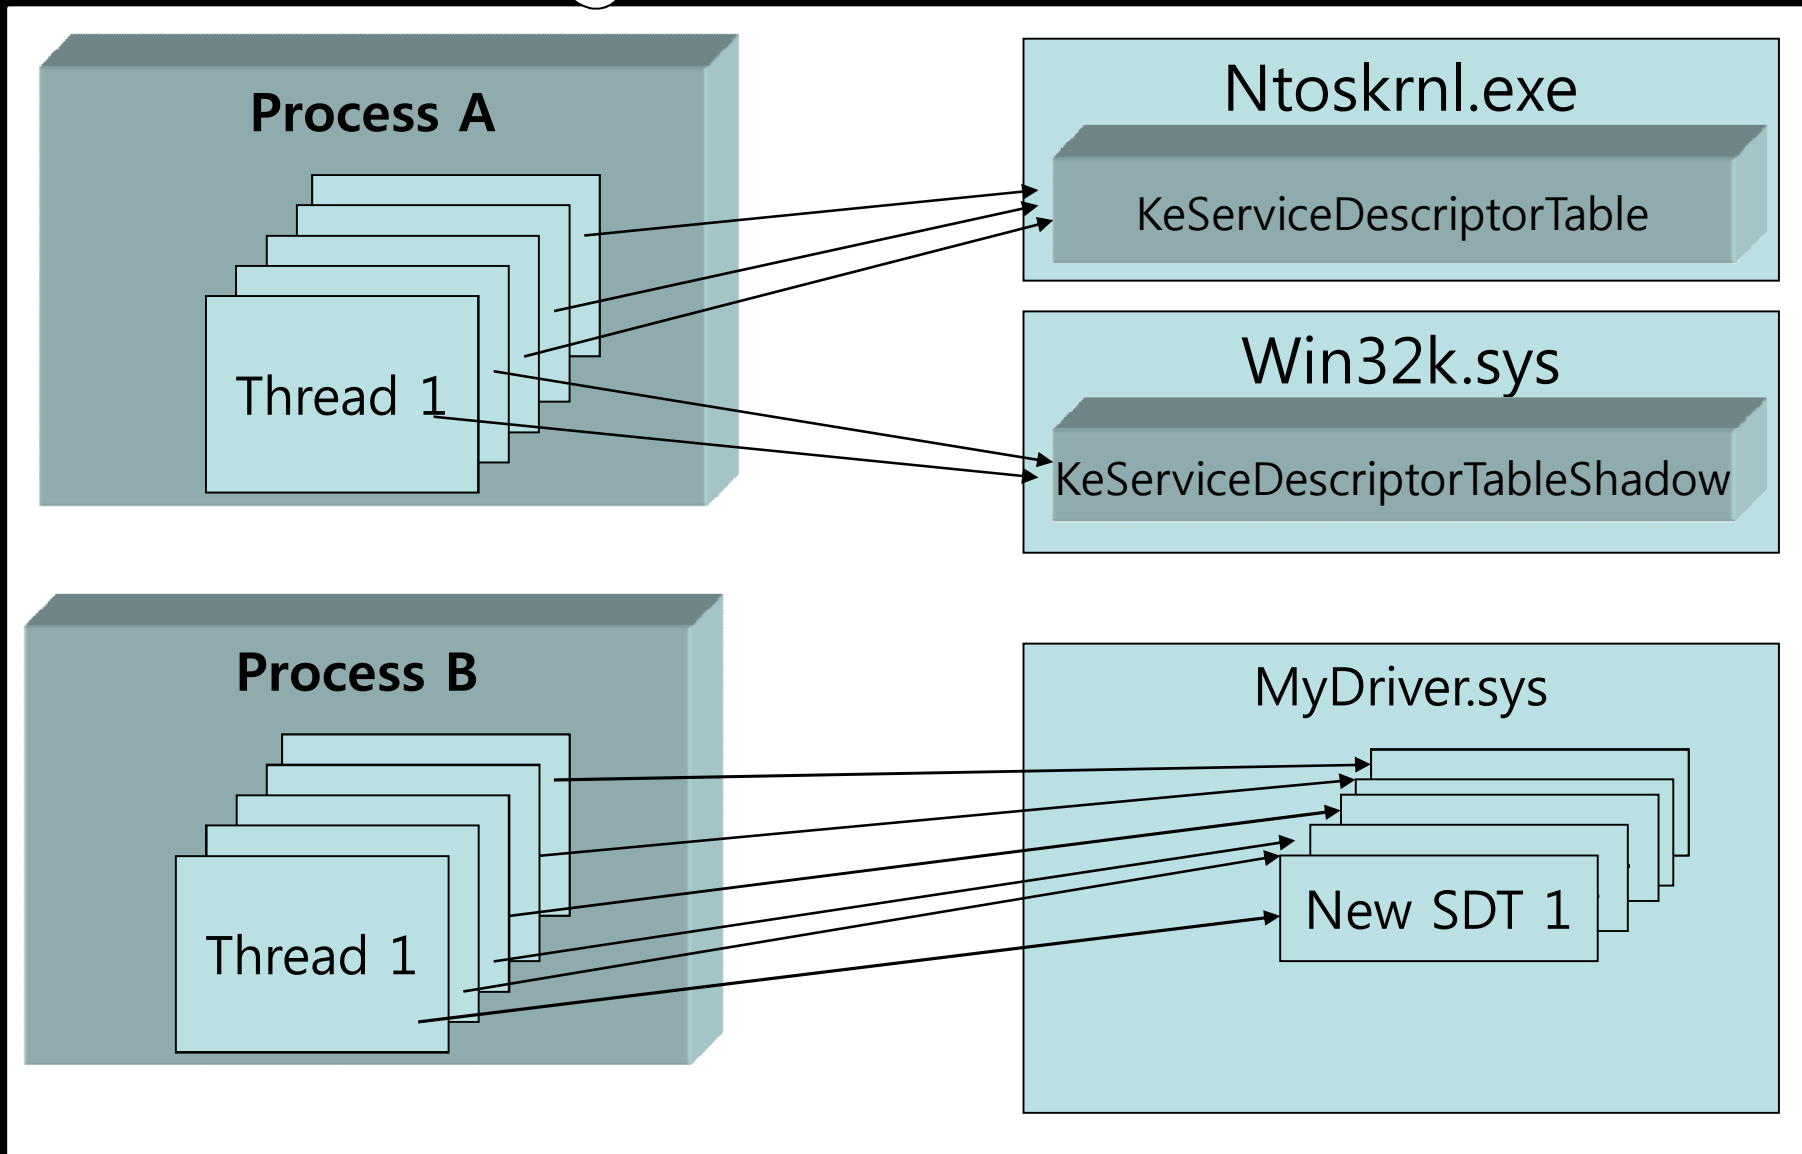 Process A
Thread 1
Ntoskrnl.exe
KeServiceDescriptorTable
Win32k.sys
KeServiceDescriptorTableShadow
Process B
Thread 1
MyDriver.sys
New SDT 1